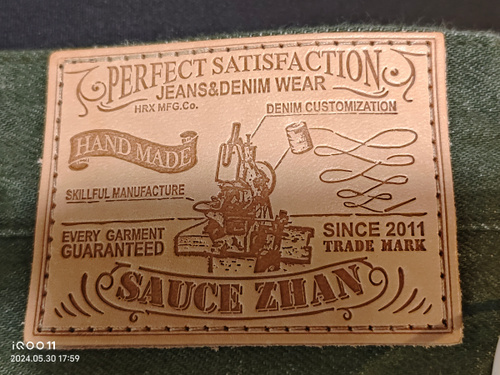 PERFECT SATISFACTION
JEANS&DENIM WEAR
HRX MFG.Co.
DENIM CUSTOMIZATION
HAND MADE
SKILLFUL MANUFACTURE
EVERY GARMENT
GUARANTEED
SINCE 2011
TRADE MARK
SAUCE ZHAN
iQOO 11
2024.05.30 17:59